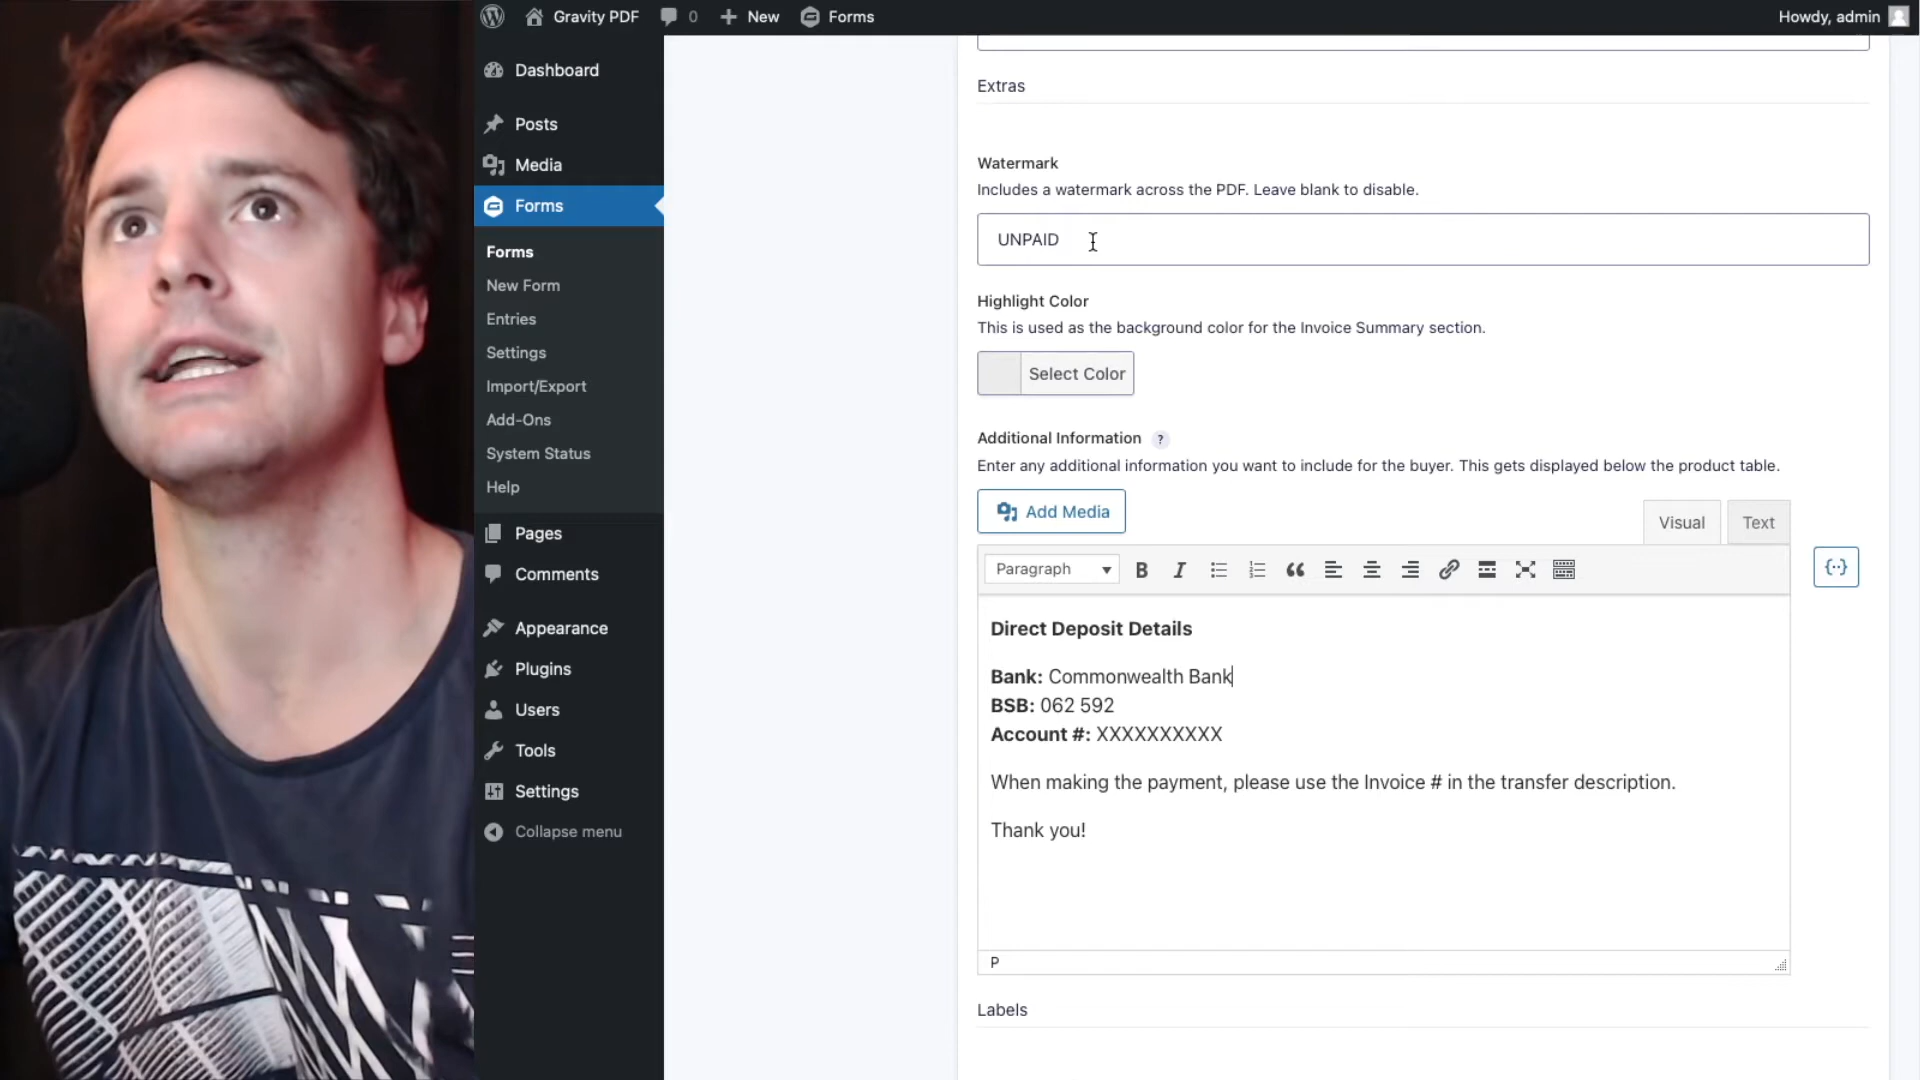 Gravity PDF
0
New
Forms
Howdy, admin
Dashboard
Posts
Media
Forms
Forms
New Form
Entries
Settings
Import/Export
Add-Ons
System Status
Help
Pages
Comments
Appearance
Plugins
Users
Tools
Settings
Collapse menu
Extras
Watermark
Includes a watermark across the PDF. Leave blank to disable.
UNPAID
Highlight Color
This is used as the background color for the Invoice Summary section.
Select Color
Additional Information ?
Enter any additional information you want to include for the buyer. This gets displayed below the product table.
Add Media
Visual
Text
Paragraph
Direct Deposit Details
Bank: Commonwealth Bank
BSB: 062 592
Account #: XXXXXXXXXX
When making the payment, please use the Invoice # in the transfer description.
Thank you!
P
Labels